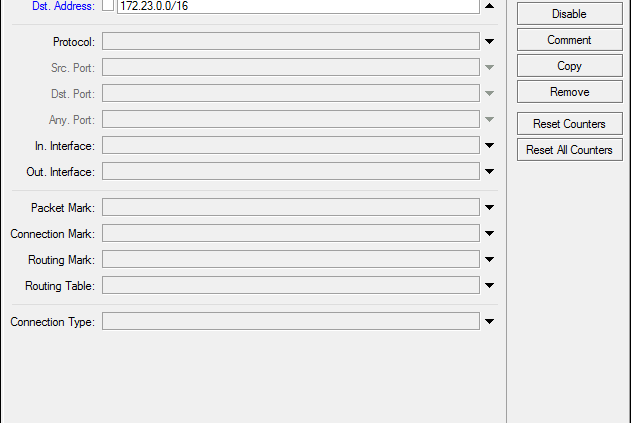 Dst. Address: 172.23.0.0/16
Disable
Protocol:
Comment
Src. Port:
Copy
Dst. Port:
Remove
Any. Port:
Reset Counters
In. Interface:
Reset All Counters
Out. Interface:
Packet Mark:
Connection Mark:
Routing Mark:
Routing Table:
Connection Type: